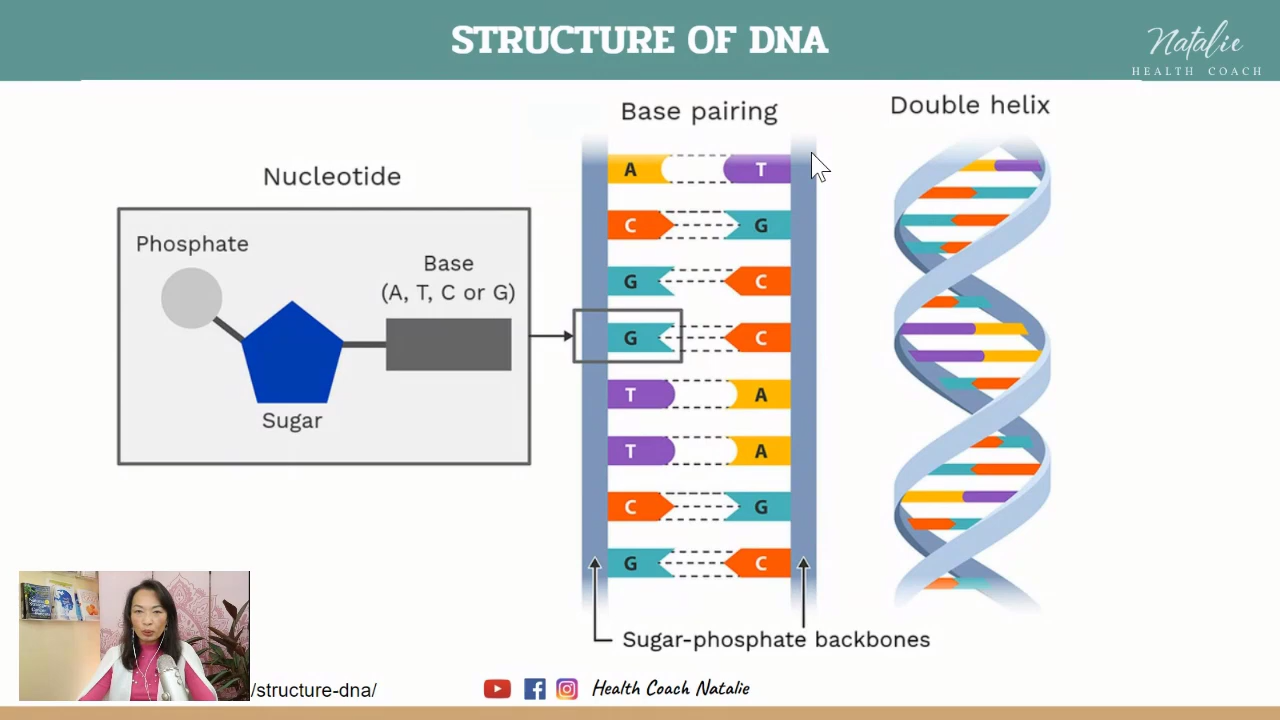 STRUCTURE OF DNA
Natalie
HEALTH COACH
Nucleotide
Phosphate
Base
(A, T, C or G)
Sugar
Base pairing
A T
C G
G C
G C
T A
T A
C G
G C
Sugar-phosphate backbones
Double helix
/structure-dna/
Health Coach Natalie